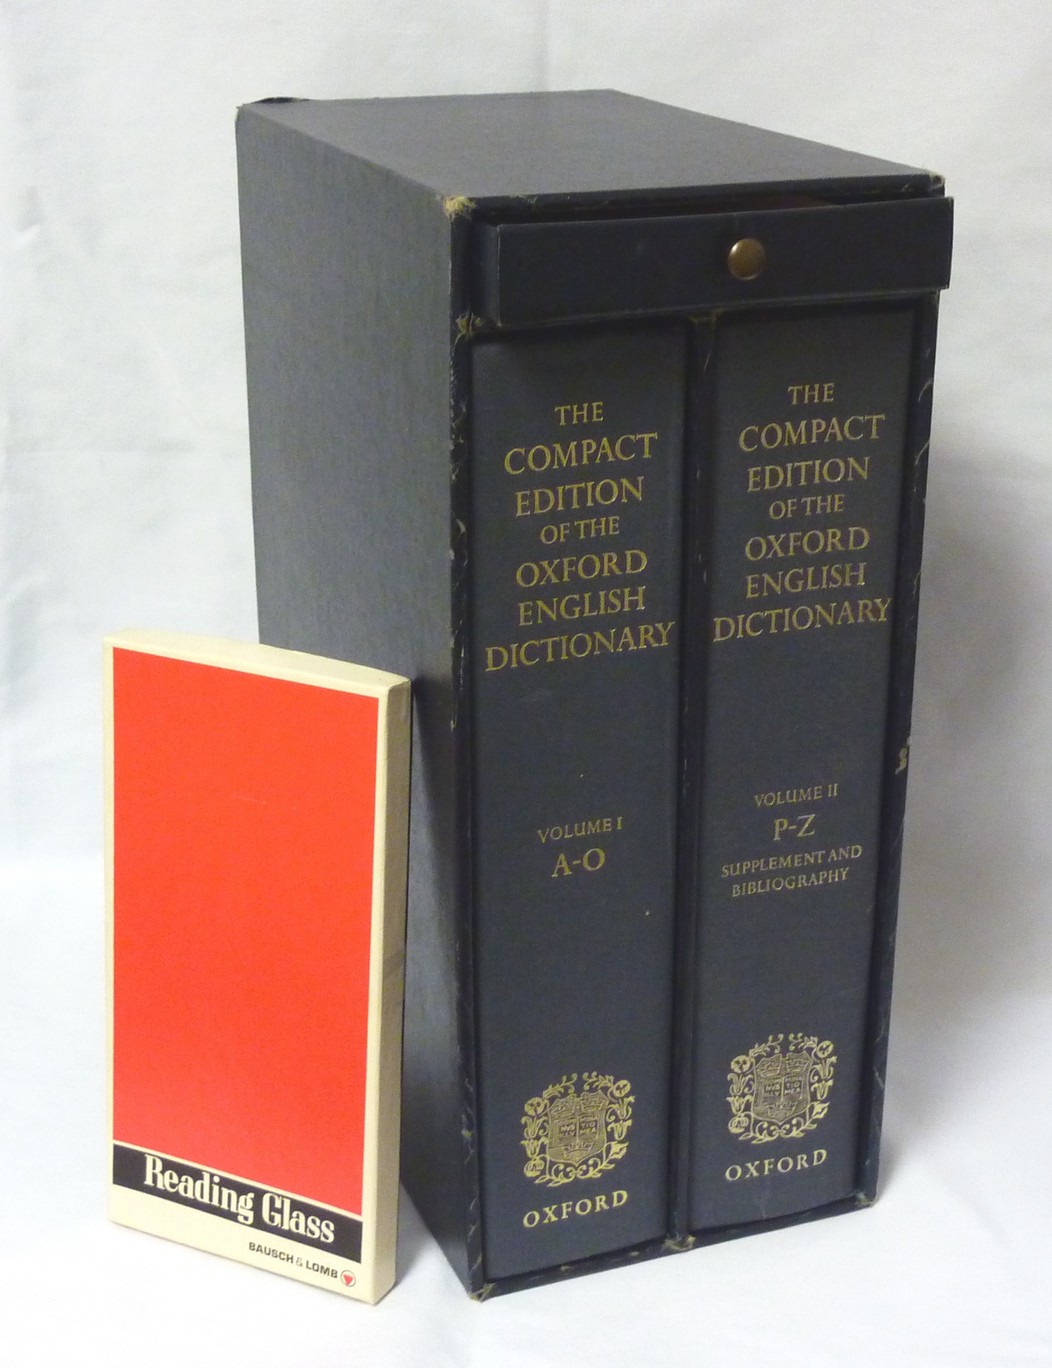 THE
COMPACT
EDITION
OF THE
OXFORD
ENGLISH
DICTIONARY
VOLUME I
A-O
OXFORD
THE
COMPACT
EDITION
OF THE
OXFORD
ENGLISH
DICTIONARY
VOLUME II
P-Z
SUPPLEMENT AND
BIBLIOGRAPHY
OXFORD
Reading Glass
BAUSCH & LOMB